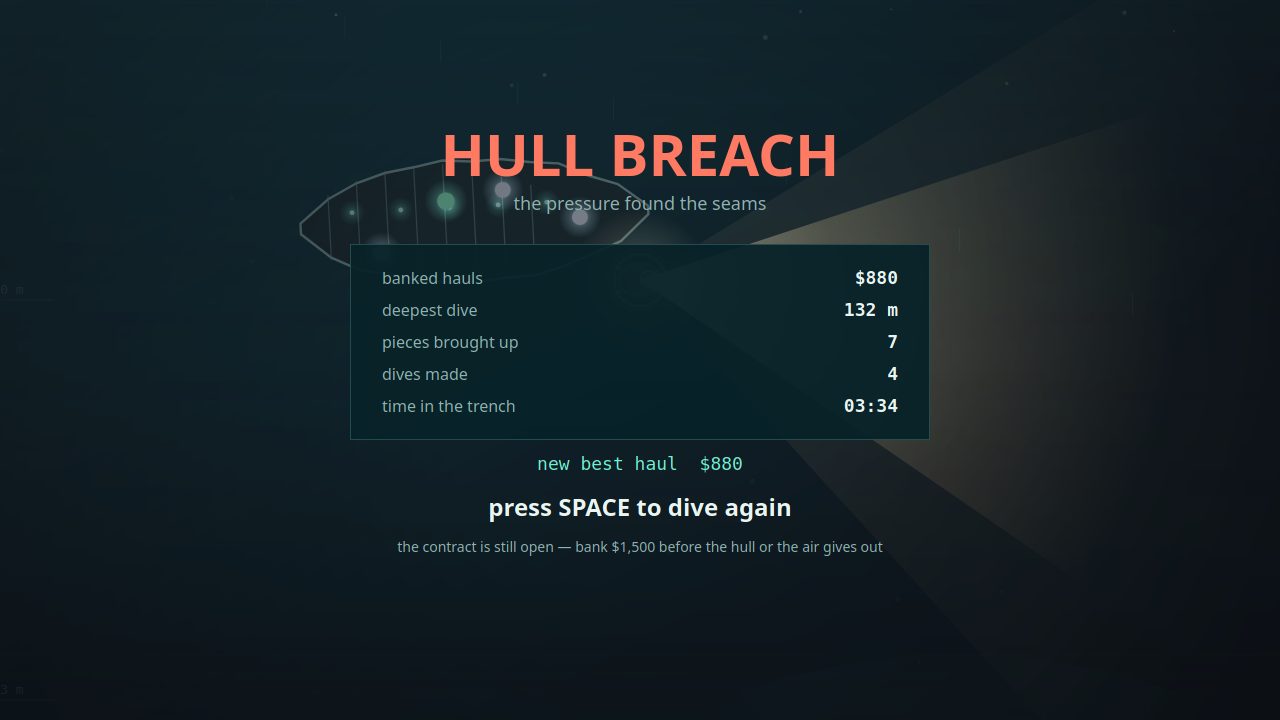 HULL BREACH
the pressure found the seams
banked hauls $880
deepest dive 132 m
pieces brought up 7
dives made 4
time in the trench 03:34
new best haul $880
press SPACE to dive again
the contract is still open — bank $1,500 before the hull or the air gives out
0 m
3 m